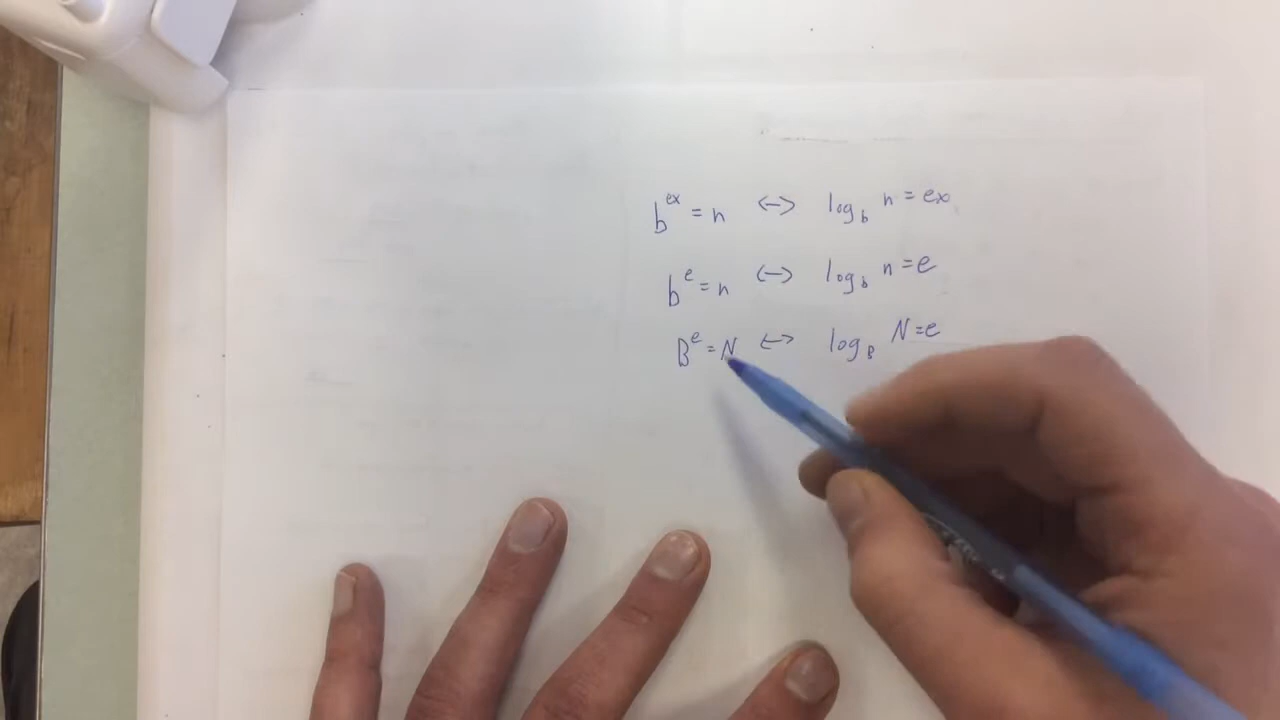 b^ex = n <-> log_b n = ex
b^e = n <-> log_b n = e
B^e = N <-> log_B N = e